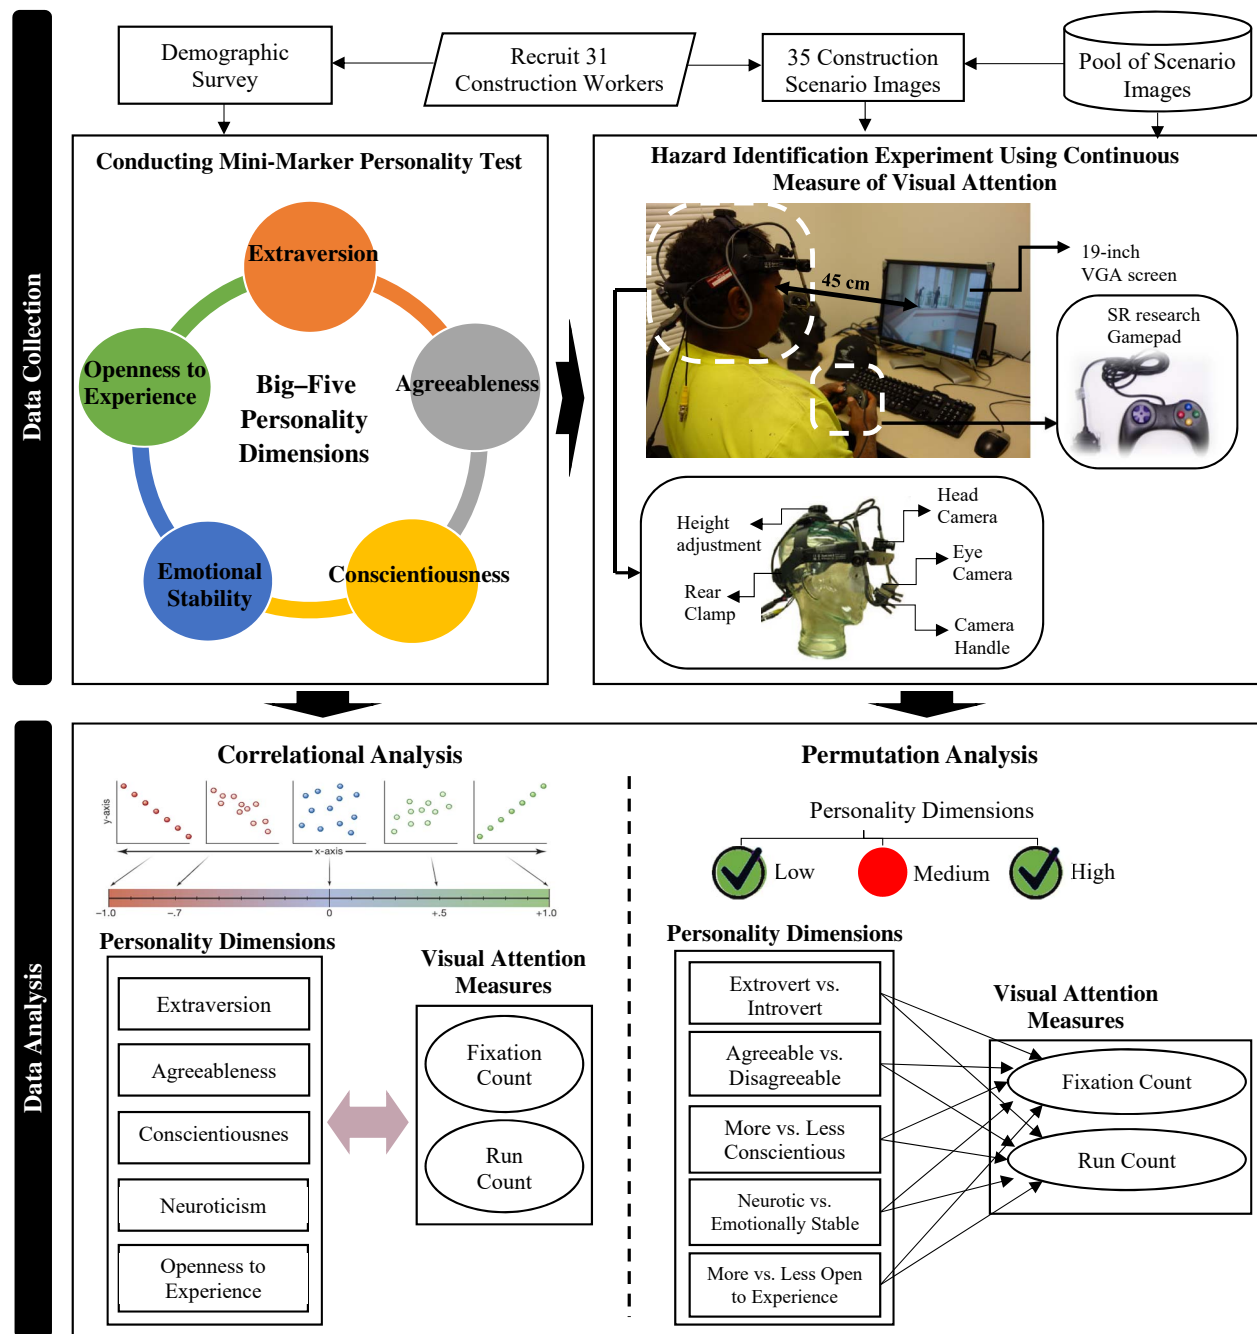 Data Collection
Demographic
Survey
Recruit 31
Construction Workers
35 Construction
Scenario Images
Pool of Scenario
Images
Conducting Mini-Marker Personality Test
Extraversion
Openness to
Experience
Agreeableness
Big–Five
Personality
Dimensions
Emotional
Stability
Conscientiousness
Hazard Identification Experiment Using Continuous
Measure of Visual Attention
45 cm
19-inch
VGA screen
SR research
Gamepad
Height
adjustment
Rear
Clamp
Head
Camera
Eye
Camera
Camera
Handle
Data Analysis
Correlational Analysis
y-axis
x-axis
−1.0
−.7
0
+.5
+1.0
Personality Dimensions
Extraversion
Agreeableness
Conscientiousnes
Neuroticism
Openness to
Experience
Visual Attention
Measures
Fixation
Count
Run
Count
Permutation Analysis
Personality Dimensions
Low
Medium
High
Personality Dimensions
Extrovert vs.
Introvert
Agreeable vs.
Disagreeable
More vs. Less
Conscientious
Neurotic vs.
Emotionally Stable
More vs. Less Open
to Experience
Visual Attention
Measures
Fixation Count
Run Count